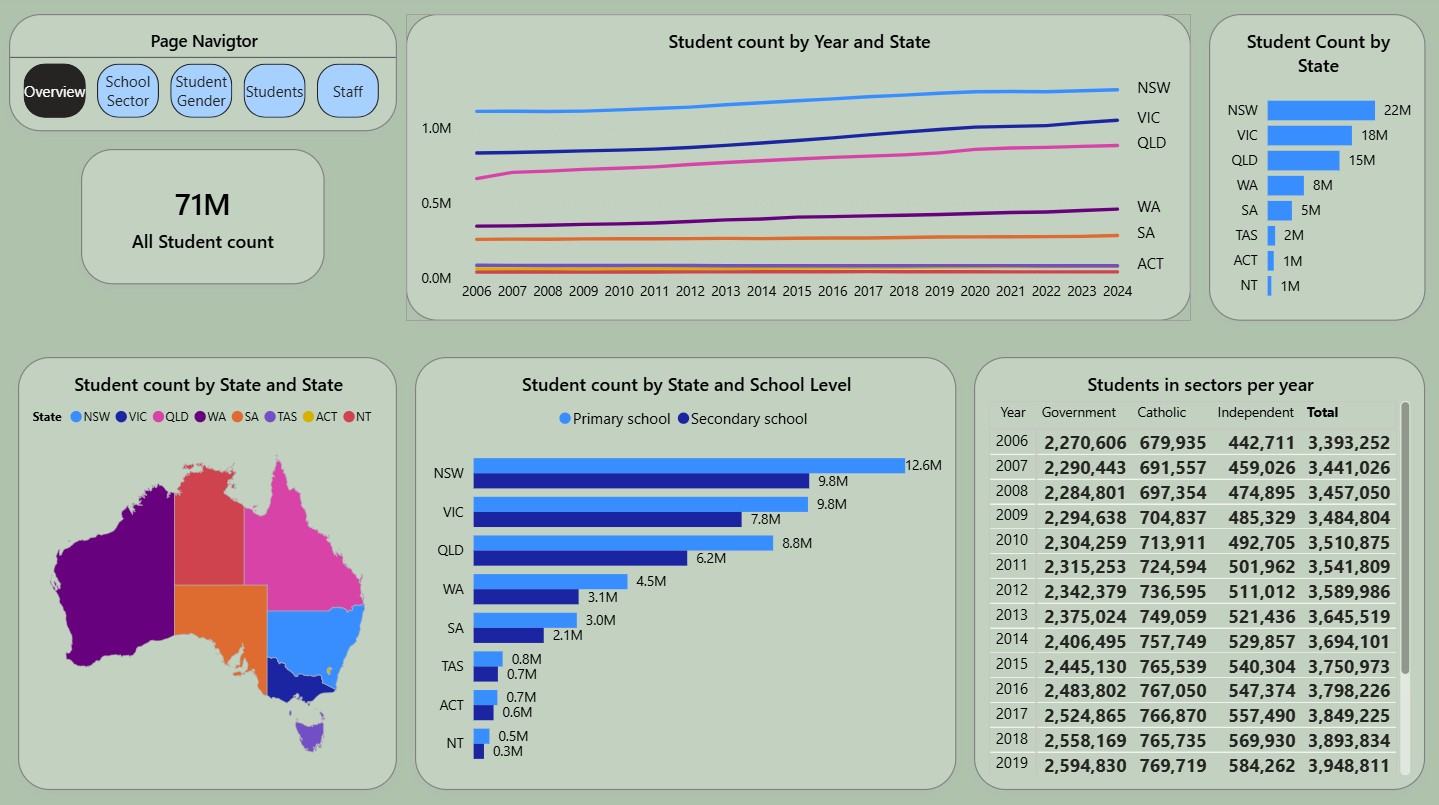 Page Navigtor
Overview
School
Sector
Student
Gender
Students
Staff
71M
All Student count
Student count by Year and State
1.0M
0.5M
0.0M
NSW
VIC
QLD
WA
SA
ACT
2006 2007 2008 2009 2010 2011 2012 2013 2014 2015 2016 2017 2018 2019 2020 2021 2022 2023 2024
Student Count by
State
NSW 22M
VIC 18M
QLD 15M
WA 8M
SA 5M
TAS 2M
ACT 1M
NT 1M
Student count by State and State
State NSW VIC QLD WA SA TAS ACT NT
Student count by State and School Level
Primary school Secondary school
NSW 12.6M
9.8M
VIC 9.8M
7.8M
QLD 8.8M
6.2M
WA 4.5M
3.1M
SA 3.0M
2.1M
TAS 0.8M
0.7M
ACT 0.7M
0.6M
NT 0.5M
0.3M
Students in sectors per year
Year Government Catholic Independent Total
2006 2,270,606 679,935 442,711 3,393,252
2007 2,290,443 691,557 459,026 3,441,026
2008 2,284,801 697,354 474,895 3,457,050
2009 2,294,638 704,837 485,329 3,484,804
2010 2,304,259 713,911 492,705 3,510,875
2011 2,315,253 724,594 501,962 3,541,809
2012 2,342,379 736,595 511,012 3,589,986
2013 2,375,024 749,059 521,436 3,645,519
2014 2,406,495 757,749 529,857 3,694,101
2015 2,445,130 765,539 540,304 3,750,973
2016 2,483,802 767,050 547,374 3,798,226
2017 2,524,865 766,870 557,490 3,849,225
2018 2,558,169 765,735 569,930 3,893,834
2019 2,594,830 769,719 584,262 3,948,811